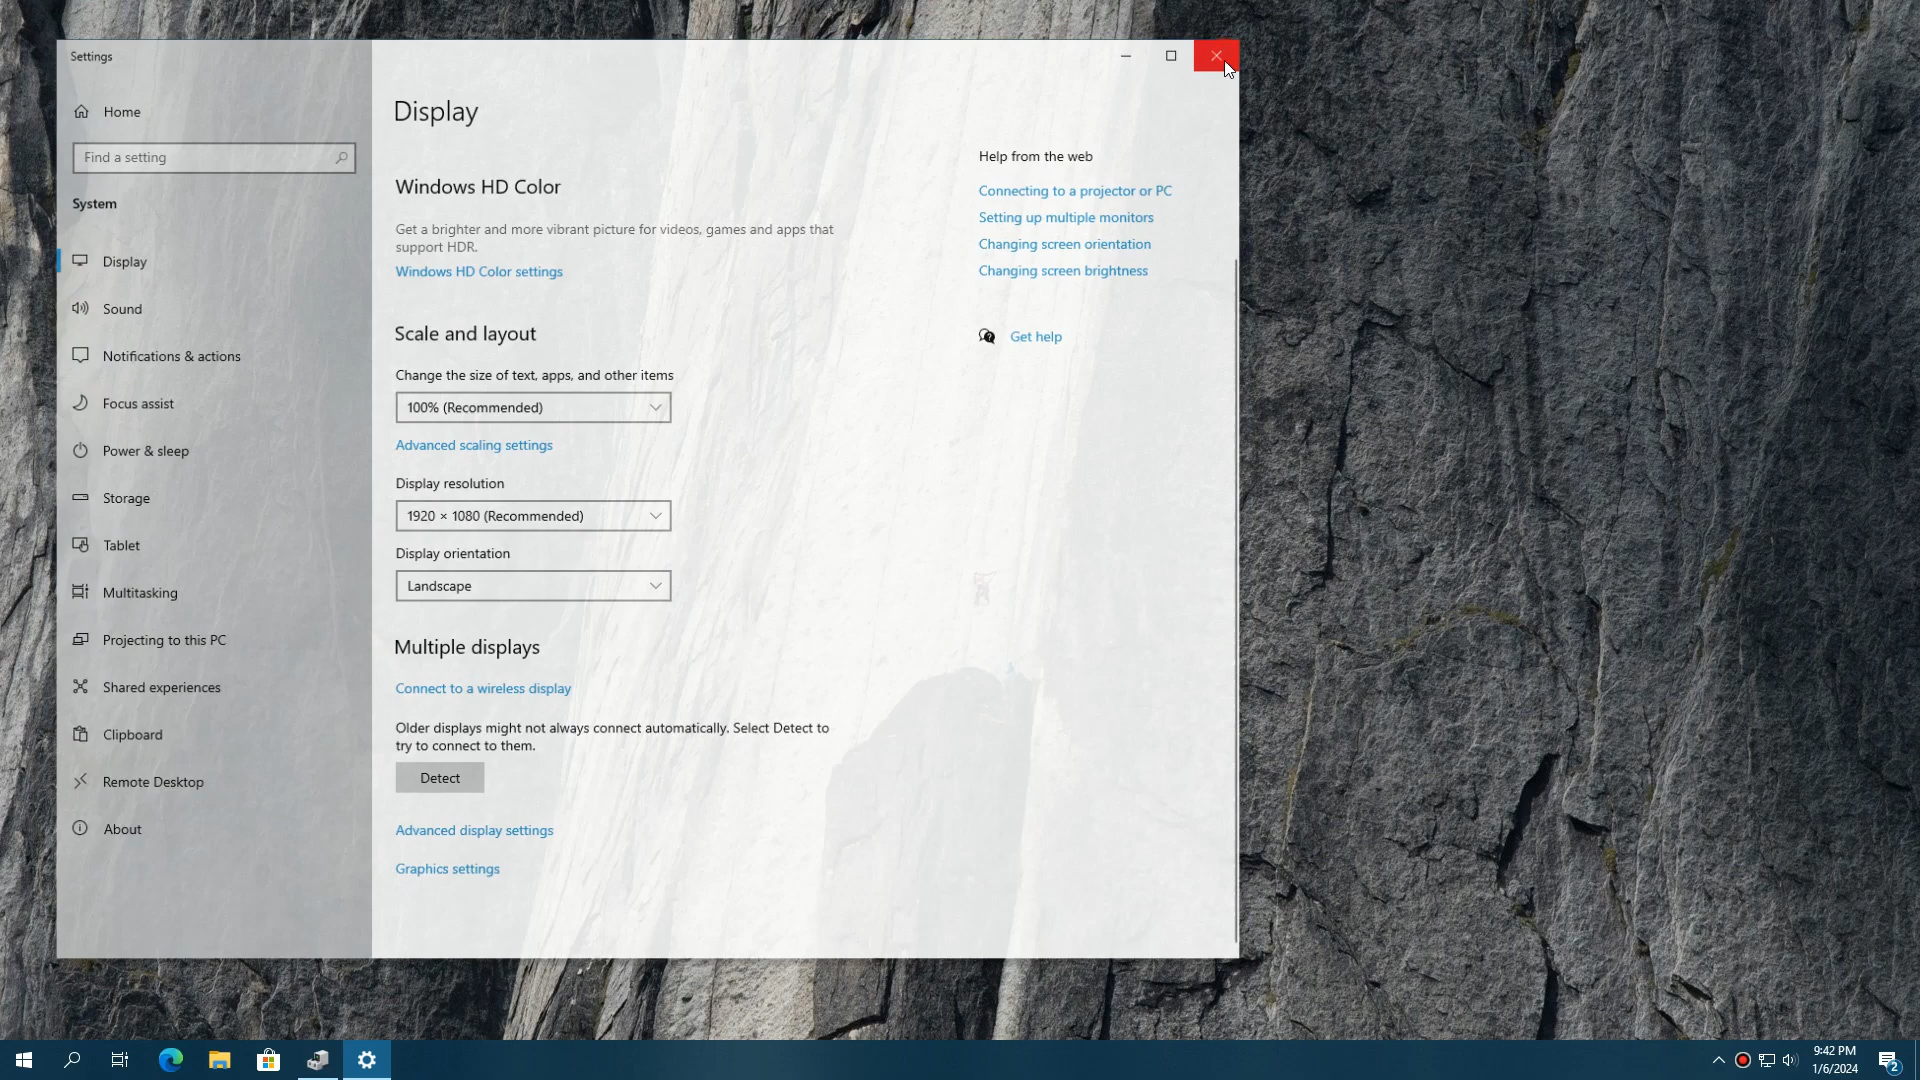 Settings
Home
Find a setting
System
Display
Sound
Notifications & actions
Focus assist
Power & sleep
Storage
Tablet
Multitasking
Projecting to this PC
Shared experiences
Clipboard
Remote Desktop
About
Display
Windows HD Color
Get a brighter and more vibrant picture for videos, games and apps that
support HDR.
Windows HD Color settings
Scale and layout
Change the size of text, apps, and other items
100% (Recommended)
Advanced scaling settings
Display resolution
1920 × 1080 (Recommended)
Display orientation
Landscape
Multiple displays
Connect to a wireless display
Older displays might not always connect automatically. Select Detect to
try to connect to them.
Detect
Advanced display settings
Graphics settings
Help from the web
Connecting to a projector or PC
Setting up multiple monitors
Changing screen orientation
Changing screen brightness
Get help
9:42 PM
1/6/2024
2